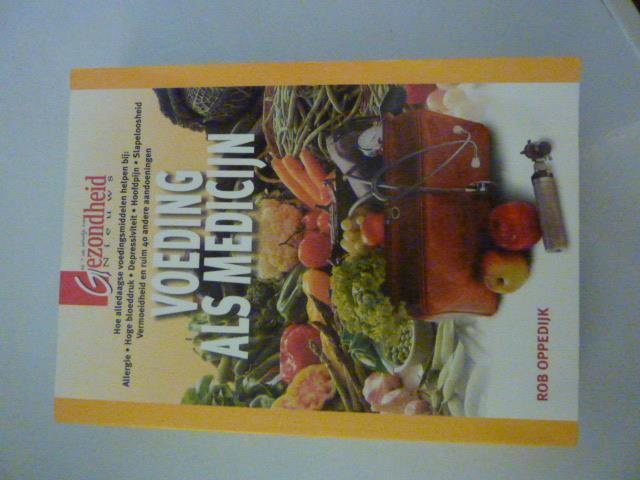 Gezondheid
Nieuws
Hoe alledaagse voedingsmiddelen helpen bij:
Allergie • Hoge bloeddruk • Depressiviteit • Hoofdpijn • Slapeloosheid
Vermoeidheid en ruim 40 andere aandoeningen
VOEDING
ALS MEDICIJN
ROB OPPEDIJK